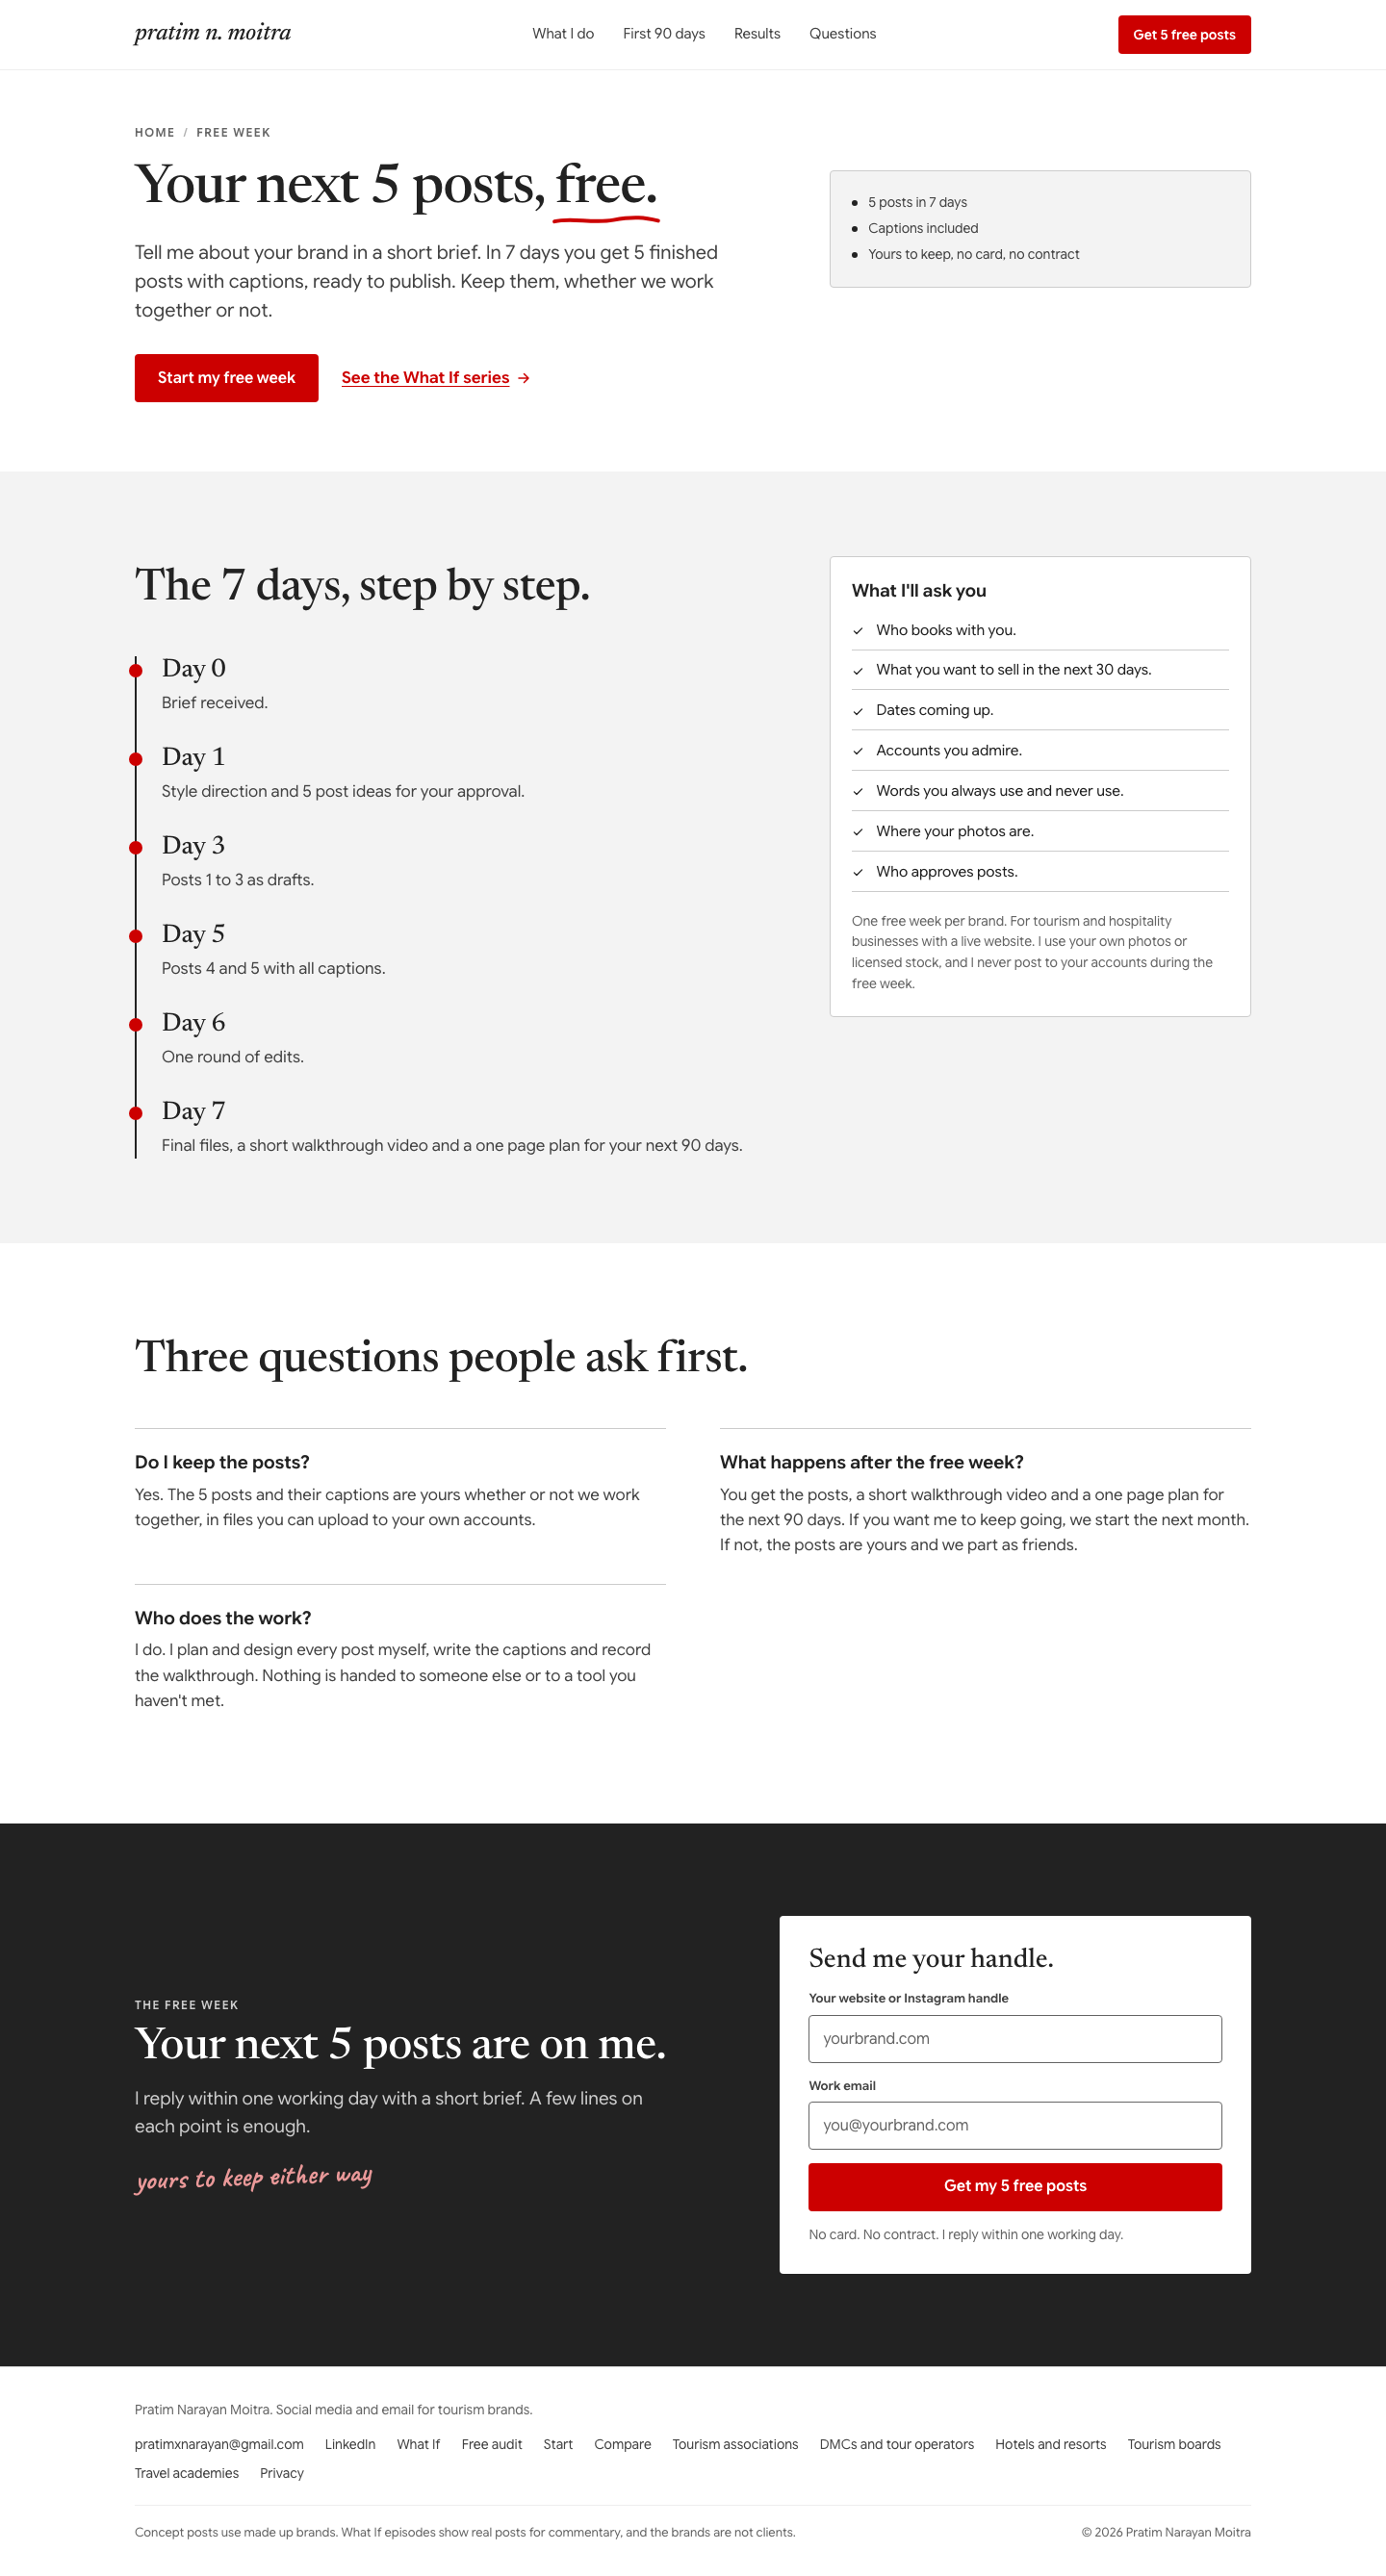 pratim n. moitra
What I do
First 90 days
Results
Questions
Get 5 free posts
HOME / FREE WEEK
Your next 5 posts, free.
Tell me about your brand in a short brief. In 7 days you get 5 finished
posts with captions, ready to publish. Keep them, whether we work
together or not.
Start my free week
See the What If series →
5 posts in 7 days
Captions included
Yours to keep, no card, no contract
The 7 days, step by step.
Day 0
Brief received.
Day 1
Style direction and 5 post ideas for your approval.
Day 3
Posts 1 to 3 as drafts.
Day 5
Posts 4 and 5 with all captions.
Day 6
One round of edits.
Day 7
Final files, a short walkthrough video and a one page plan for your next 90 days.
What I'll ask you
Who books with you.
What you want to sell in the next 30 days.
Dates coming up.
Accounts you admire.
Words you always use and never use.
Where your photos are.
Who approves posts.
One free week per brand. For tourism and hospitality
businesses with a live website. I use your own photos or
licensed stock, and I never post to your accounts during the
free week.
Three questions people ask first.
Do I keep the posts?
Yes. The 5 posts and their captions are yours whether or not we work
together, in files you can upload to your own accounts.
What happens after the free week?
You get the posts, a short walkthrough video and a one page plan for
the next 90 days. If you want me to keep going, we start the next month.
If not, the posts are yours and we part as friends.
Who does the work?
I do. I plan and design every post myself, write the captions and record
the walkthrough. Nothing is handed to someone else or to a tool you
haven't met.
THE FREE WEEK
Your next 5 posts are on me.
I reply within one working day with a short brief. A few lines on
each point is enough.
yours to keep either way
Send me your handle.
Your website or Instagram handle
yourbrand.com
Work email
you@yourbrand.com
Get my 5 free posts
No card. No contract. I reply within one working day.
Pratim Narayan Moitra. Social media and email for tourism brands.
pratimxnarayan@gmail.com LinkedIn What If Free audit Start Compare Tourism associations DMCs and tour operators Hotels and resorts Tourism boards
Travel academies Privacy
Concept posts use made up brands. What If episodes show real posts for commentary, and the brands are not clients.
© 2026 Pratim Narayan Moitra